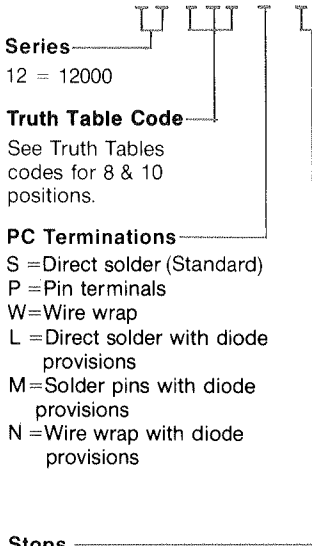 Series
12 = 12000
Truth Table Code
See Truth Tables
codes for 8 & 10
positions.
PC Terminations
S =Direct solder (Standard)
P =Pin terminals
W=Wire wrap
L =Direct solder with diode
provisions
M=Solder pins with diode
provisions
N =Wire wrap with diode
provisions
Stops